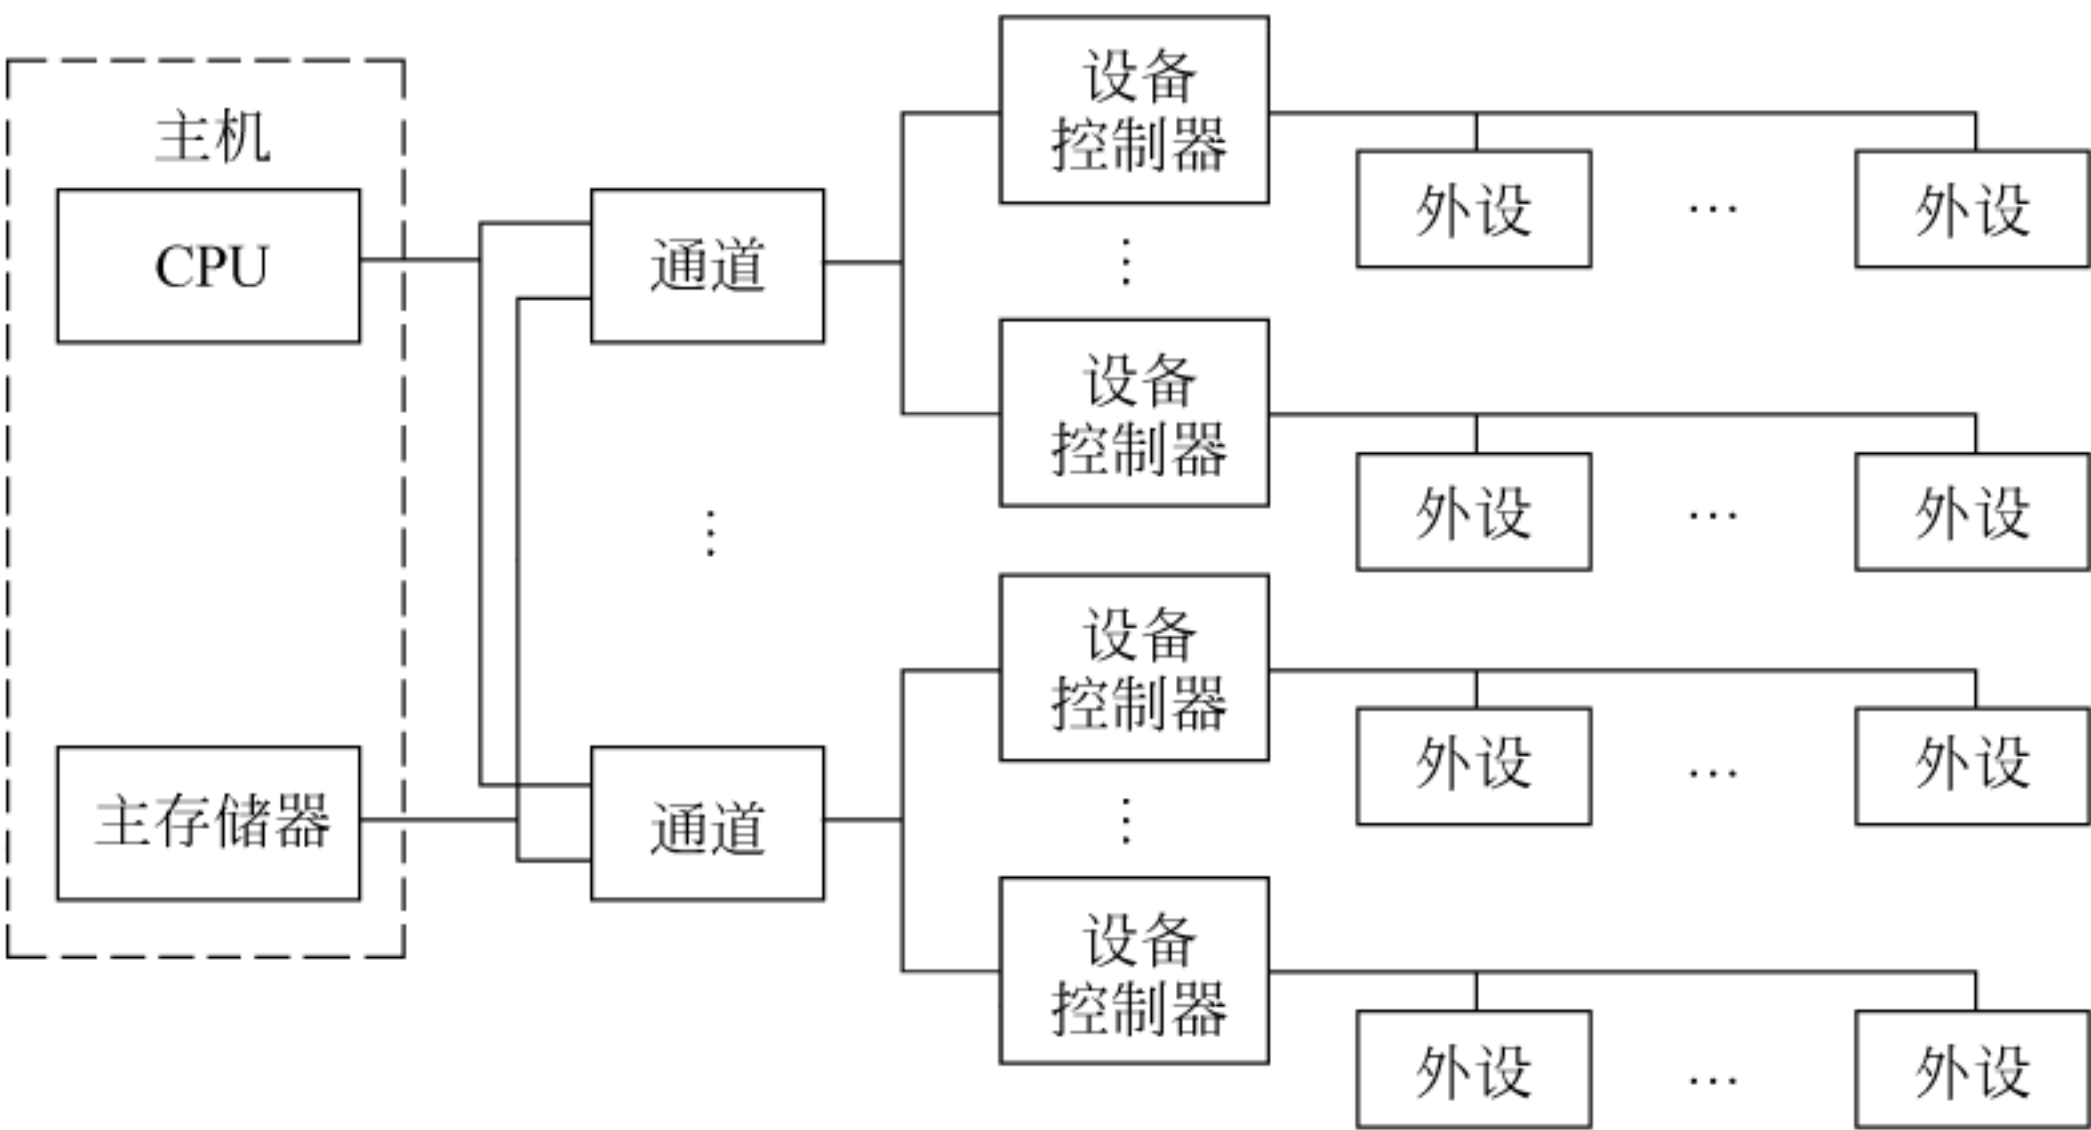 主机
CPU
主存储器
通道
⋮
通道
设备
控制器
⋮
设备
控制器
设备
控制器
⋮
设备
控制器
外设 … 外设
外设 … 外设
外设 … 外设
外设 … 外设